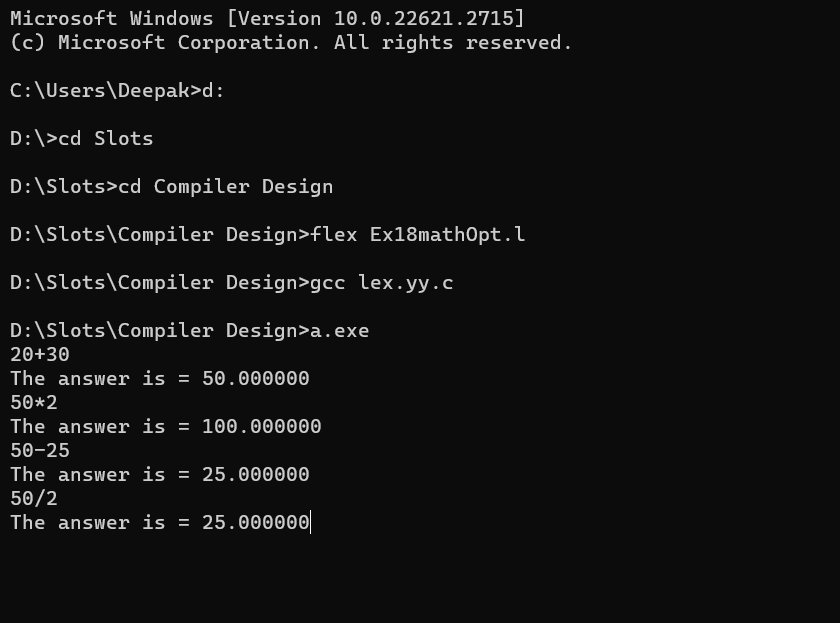 Microsoft Windows [Version 10.0.22621.2715]
(c) Microsoft Corporation. All rights reserved.
C:\Users\Deepak>d:
D:\>cd Slots
D:\Slots>cd Compiler Design
D:\Slots\Compiler Design>flex Ex18mathOpt.l
D:\Slots\Compiler Design>gcc lex.yy.c
D:\Slots\Compiler Design>a.exe
20+30
The answer is = 50.000000
50*2
The answer is = 100.000000
50-25
The answer is = 25.000000
50/2
The answer is = 25.000000